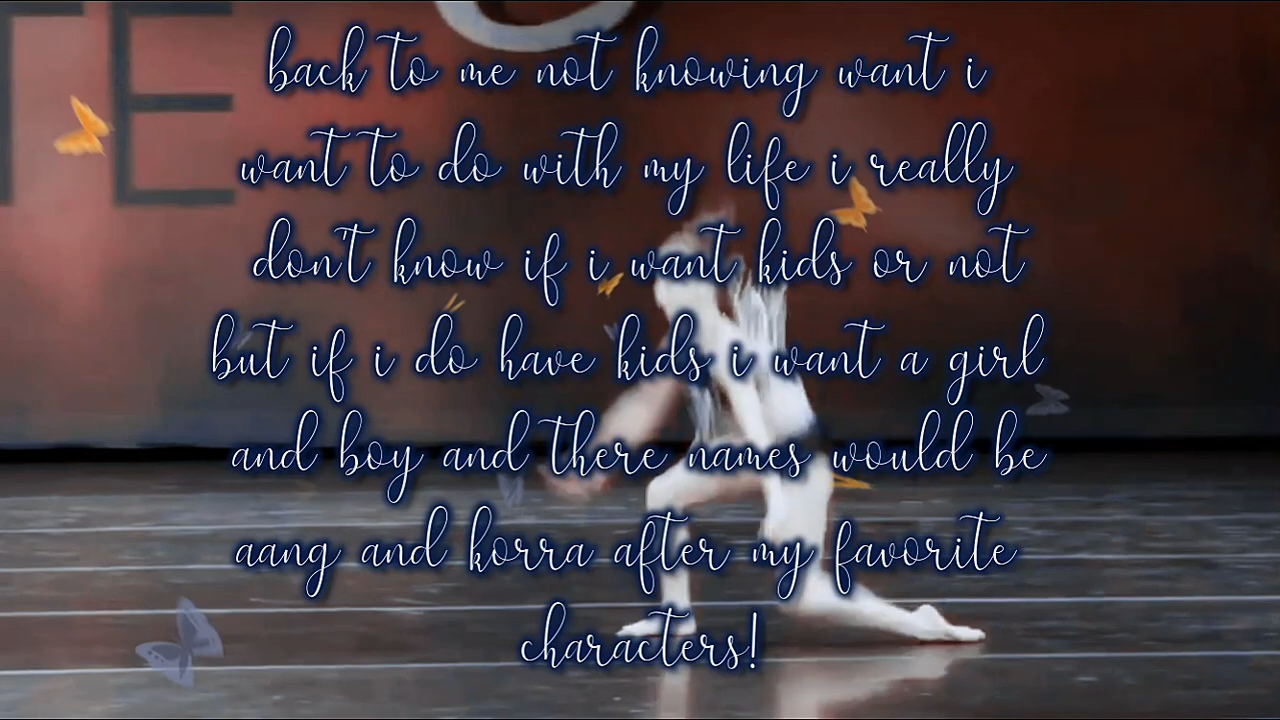 TE
back to me not knowing want i
want to do with my life i really
don't know if i want kids or not
but if i do have kids i want a girl
and boy and there names would be
aang and korra after my favorite
characters!